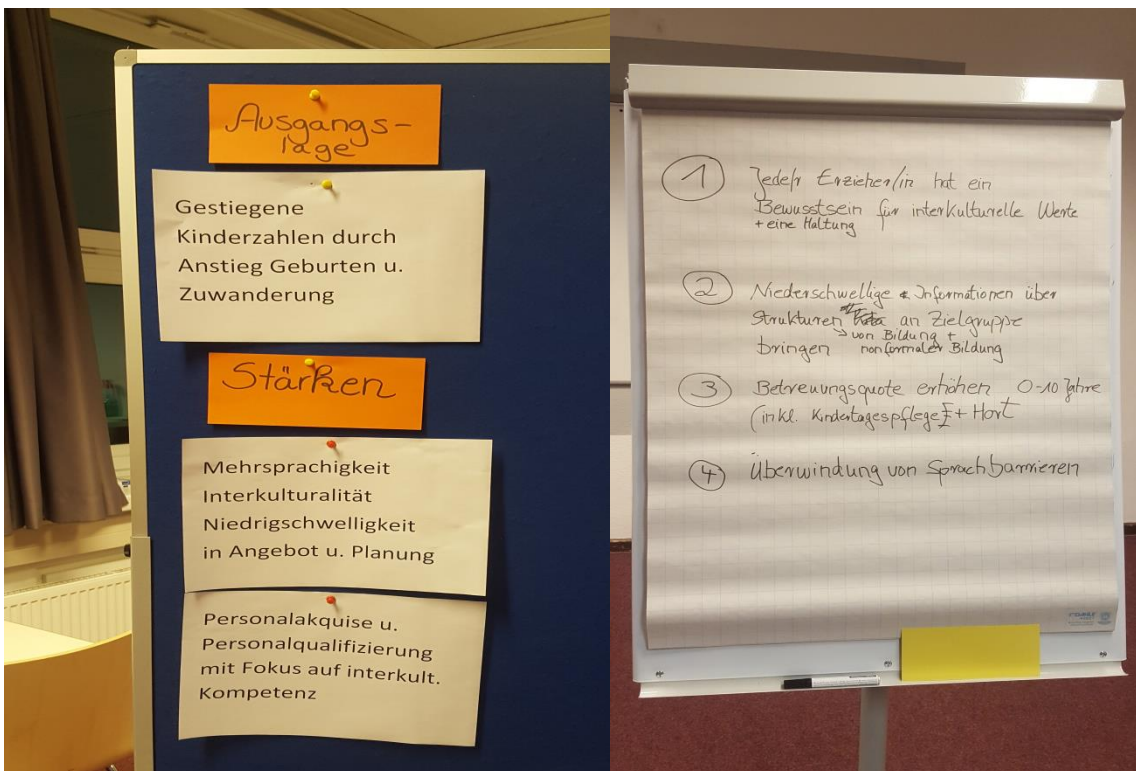 Ausgangs-
lage
Gestiegene
Kinderzahlen durch
Anstieg Geburten u.
Zuwanderung
Stärken
Mehrsprachigkeit
Interkulturalität
Niedrigschwelligkeit
in Angebot u. Planung
Personalakquise u.
Personalqualifizierung
mit Fokus auf interkult.
Kompetenz
1 Jede/r Erzieher/in hat ein
Bewusstsein für interkulturelle Werte
+ eine Haltung
2 Niederschwellige Informationen über
Strukturen an Zielgruppe
von Bildung +
bringen nonformaler Bildung
3 Betreuungsquote erhöhen 0-10 Jahre
(inkl. Kindertagespflege) + Hort
4 Überwindung von Sprachbarrieren